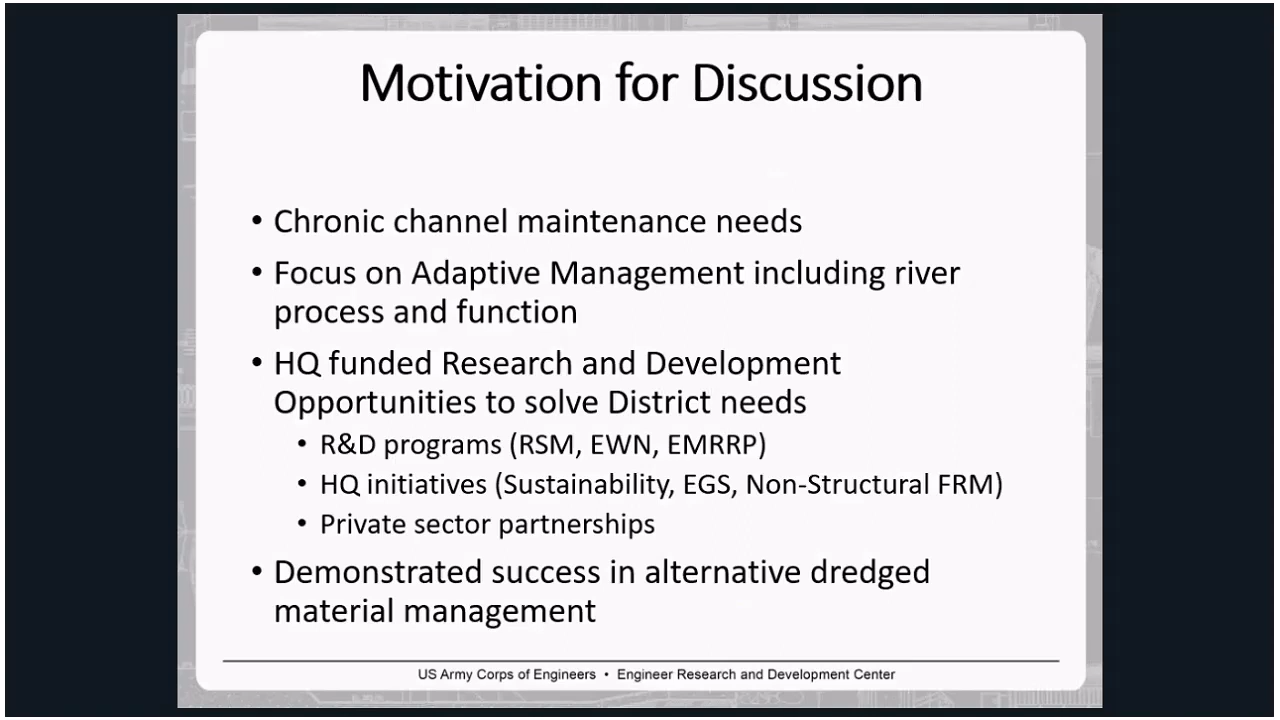 Motivation for Discussion
• Chronic channel maintenance needs
• Focus on Adaptive Management including river
process and function
• HQ funded Research and Development
Opportunities to solve District needs
• R&D programs (RSM, EWN, EMRRP)
• HQ initiatives (Sustainability, EGS, Non-Structural FRM)
• Private sector partnerships
• Demonstrated success in alternative dredged
material management
US Army Corps of Engineers • Engineer Research and Development Center